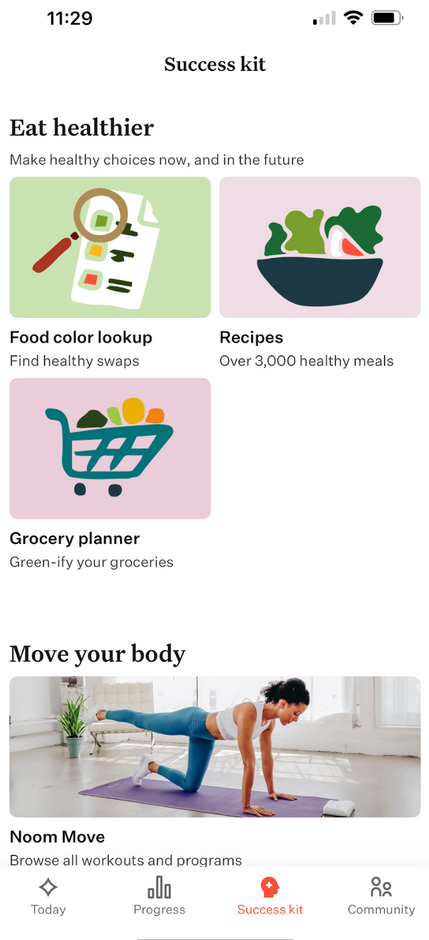 11:29
Success kit
Eat healthier
Make healthy choices now, and in the future
Food color lookup
Find healthy swaps
Recipes
Over 3,000 healthy meals
Grocery planner
Green-ify your groceries
Move your body
Noom Move
Browse all workouts and programs
Today
Progress
Success kit
Community